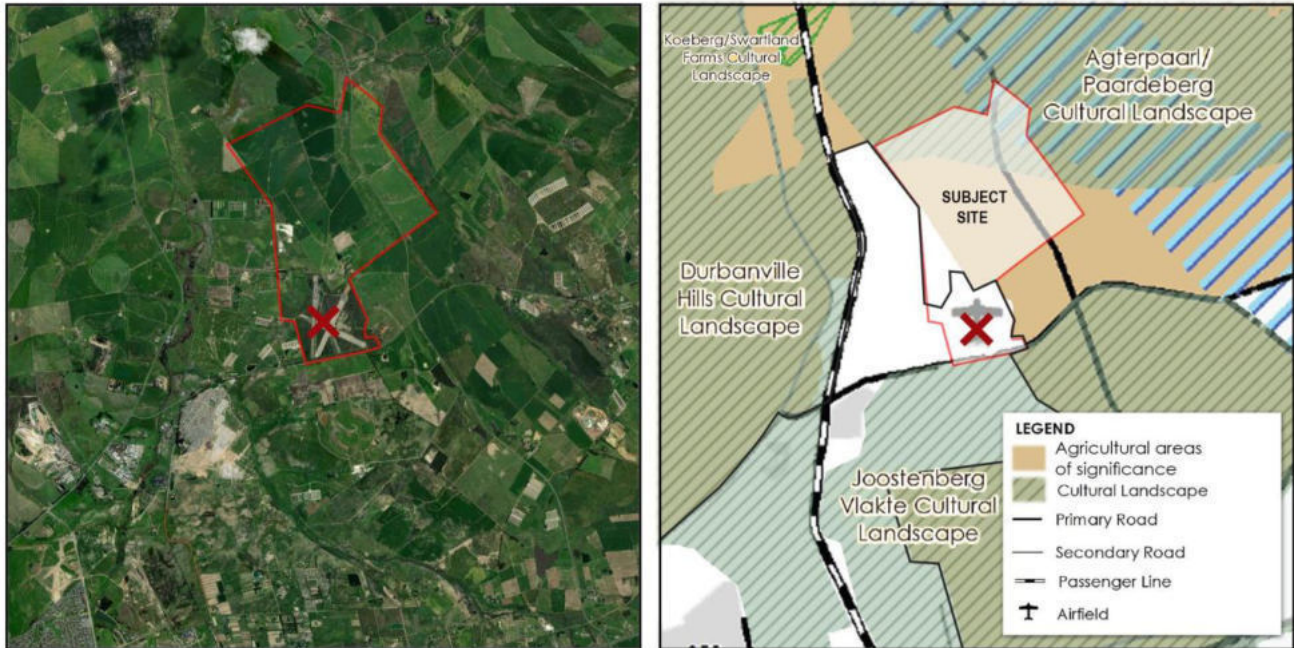 Koeberg/Swartland
Farms Cultural
Landscape
Agterpaarl/
Paardeberg
Cultural Landscape
SUBJECT
SITE
Durbanville
Hills Cultural
Landscape
Joostenberg
Vlakte Cultural
Landscape
LEGEND
Agricultural areas
of significance
Cultural Landscape
Primary Road
Secondary Road
Passenger Line
Airfield